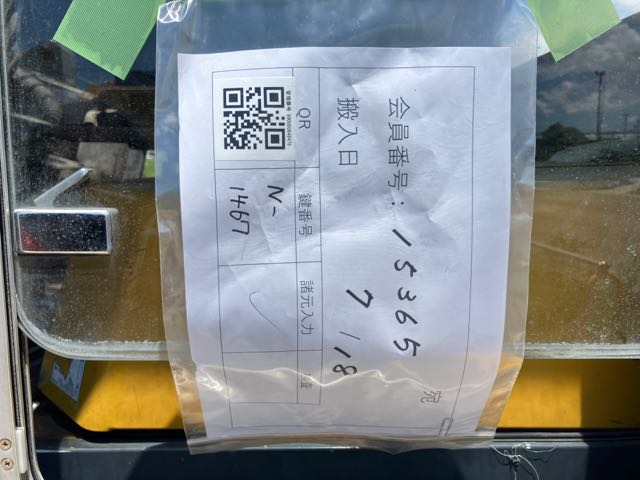 会員番号: 15365 宛
搬入日 7/18
QR 鍵番号 諸元入力
N-
1467